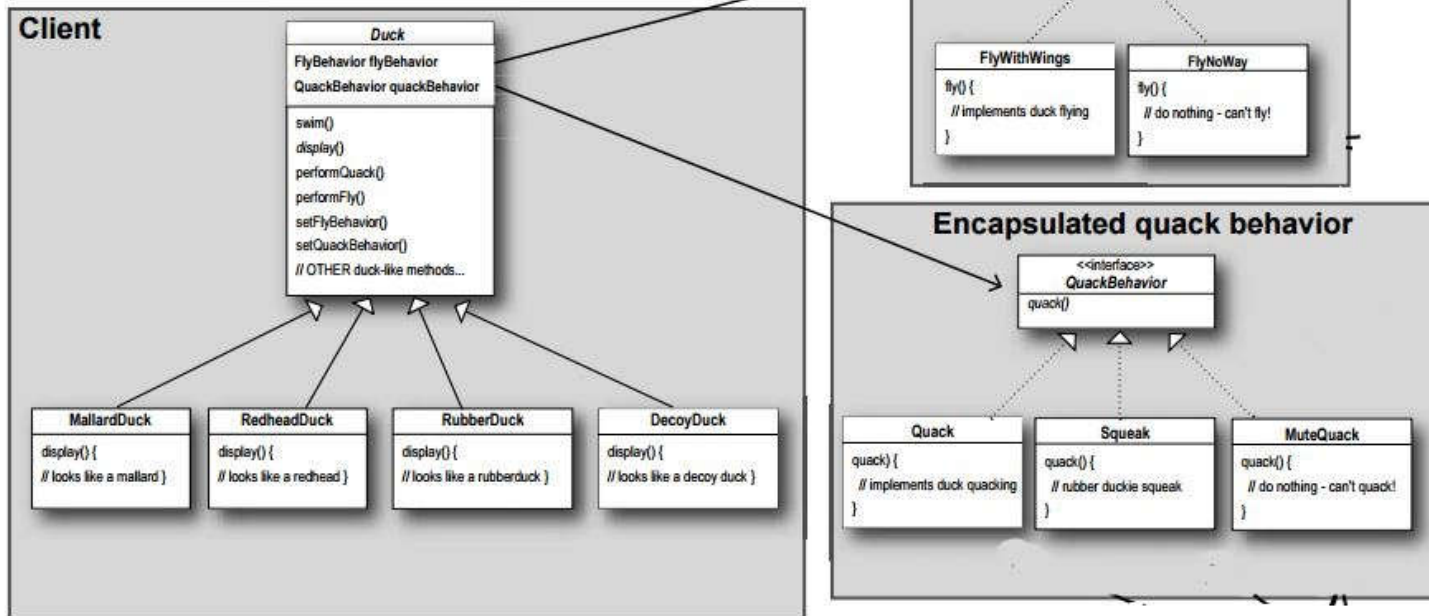 Client
Duck
FlyBehavior flyBehavior
QuackBehavior quackBehavior
swim()
display()
performQuack()
performFly()
setFlyBehavior()
setQuackBehavior()
// OTHER duck-like methods...
MallardDuck
display() {
// looks like a mallard }
RedheadDuck
display() {
// looks like a redhead }
RubberDuck
display() {
// looks like a rubberduck }
DecoyDuck
display() {
// looks like a decoy duck }
FlyWithWings
fly() {
// implements duck flying
}
FlyNoWay
fly() {
// do nothing - can't fly!
}
Encapsulated quack behavior
<<interface>>
QuackBehavior
quack()
Quack
quack) {
// implements duck quacking
}
Squeak
quack() {
// rubber duckie squeak
}
MuteQuack
quack() {
// do nothing - can't quack!
}